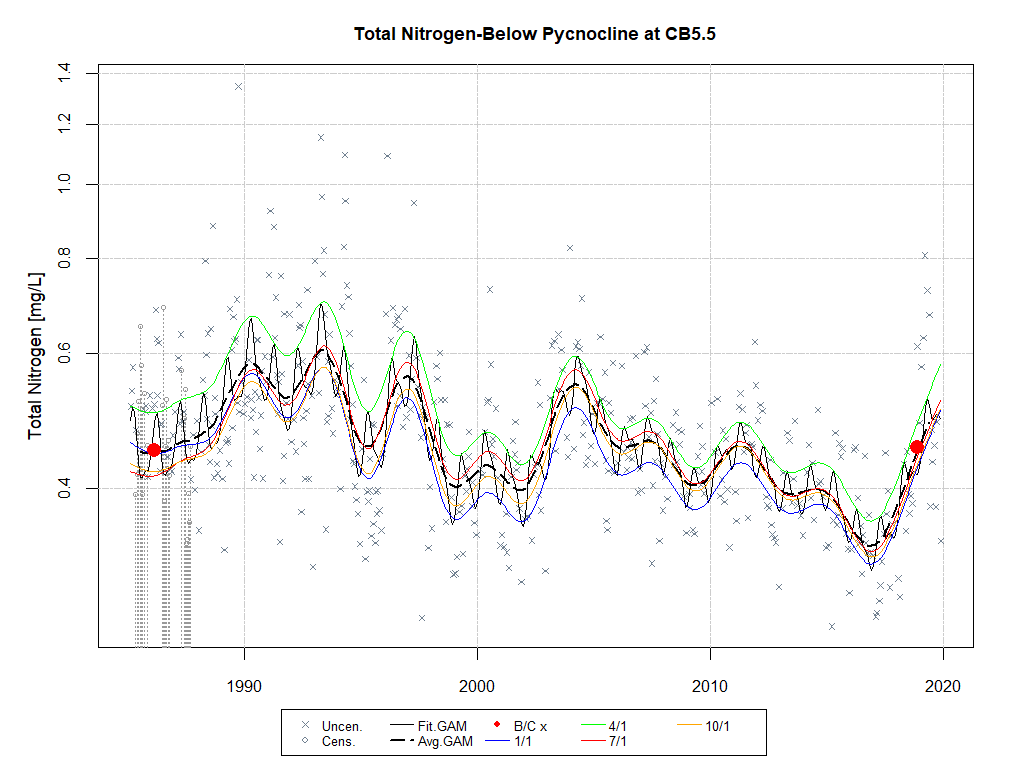 Total Nitrogen-Below Pycnocline at CB5.5
Total Nitrogen [mg/L]
1.4
1.2
1.0
0.8
0.6
0.4
1990 2000 2010 2020
Uncen. Fit.GAM B/C x 4/1 10/1
Cens. Avg.GAM 1/1 7/1